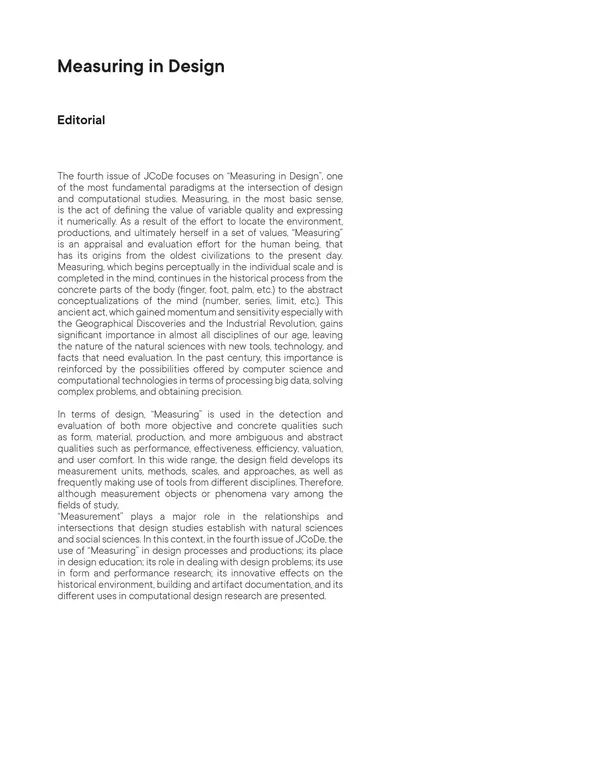 Measuring in Design
Editorial
The fourth issue of JCoDe focuses on “Measuring in Design”, one
of the most fundamental paradigms at the intersection of design
and computational studies. Measuring, in the most basic sense,
is the act of defining the value of variable quality and expressing
it numerically. As a result of the effort to locate the environment,
productions, and ultimately herself in a set of values, “Measuring”
is an appraisal and evaluation effort for the human being, that
has its origins from the oldest civilizations to the present day.
Measuring, which begins perceptually in the individual scale and is
completed in the mind, continues in the historical process from the
concrete parts of the body (finger, foot, palm, etc.) to the abstract
conceptualizations of the mind (number, series, limit, etc.). This
ancient act, which gained momentum and sensitivity especially with
the Geographical Discoveries and the Industrial Revolution, gains
significant importance in almost all disciplines of our age, leaving
the nature of the natural sciences with new tools, technology, and
facts that need evaluation. In the past century, this importance is
reinforced by the possibilities offered by computer science and
computational technologies in terms of processing big data, solving
complex problems, and obtaining precision.
In terms of design, “Measuring” is used in the detection and
evaluation of both more objective and concrete qualities such
as form, material, production, and more ambiguous and abstract
qualities such as performance, effectiveness, efficiency, valuation,
and user comfort. In this wide range, the design field develops its
measurement units, methods, scales, and approaches, as well as
frequently making use of tools from different disciplines. Therefore,
although measurement objects or phenomena vary among the
fields of study,
“Measurement” plays a major role in the relationships and
intersections that design studies establish with natural sciences
and social sciences. In this context, in the fourth issue of JCoDe, the
use of “Measuring” in design processes and productions; its place
in design education; its role in dealing with design problems; its use
in form and performance research; its innovative effects on the
historical environment, building and artifact documentation, and its
different uses in computational design research are presented.